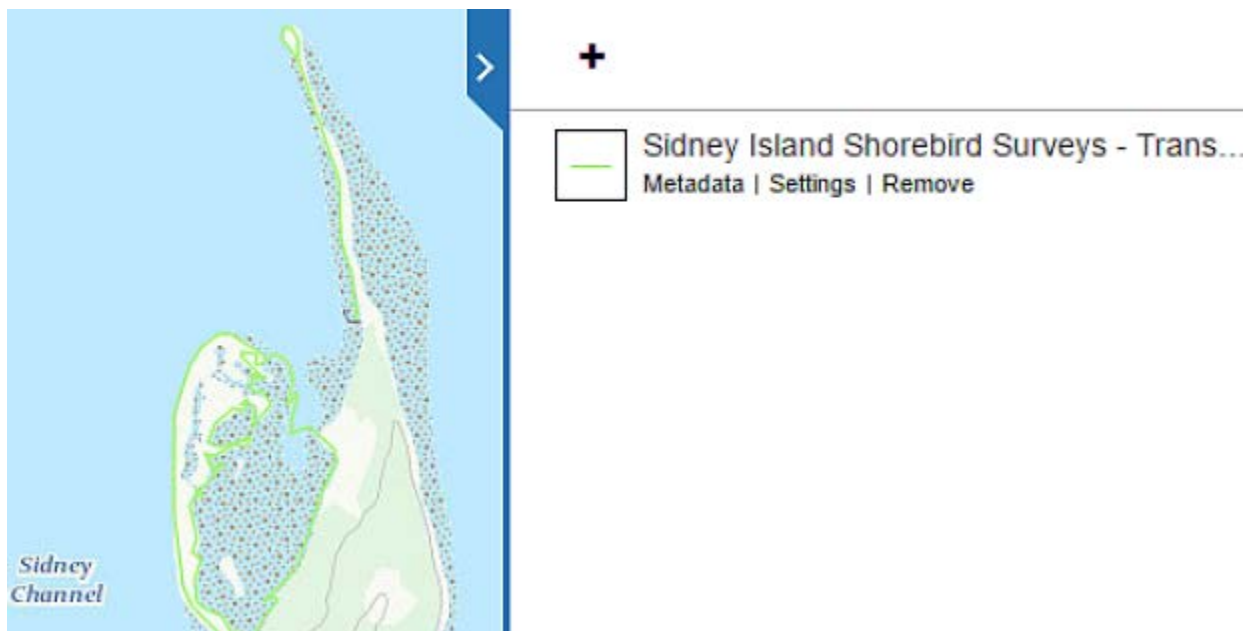 Sidney Island Shorebird Surveys - Trans...
Metadata | Settings | Remove
Sidney
Channel